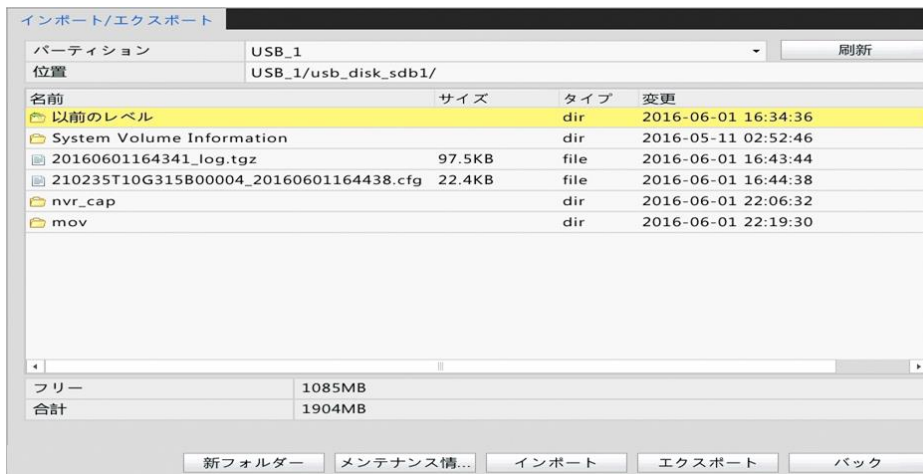 インポート/エクスポート
パーティション USB_1 刷新
位置 USB_1/usb_disk_sdb1/
名前 サイズ タイプ 変更
以前のレベル dir 2016-06-01 16:34:36
System Volume Information dir 2016-05-11 02:52:46
20160601164341_log.tgz 97.5KB file 2016-06-01 16:43:44
210235T10G315B00004_20160601164438.cfg 22.4KB file 2016-06-01 16:44:38
nvr_cap dir 2016-06-01 22:06:32
mov dir 2016-06-01 22:19:30
フリー 1085MB
合計 1904MB
新フォルダー メンテナンス情... インポート エクスポート バック